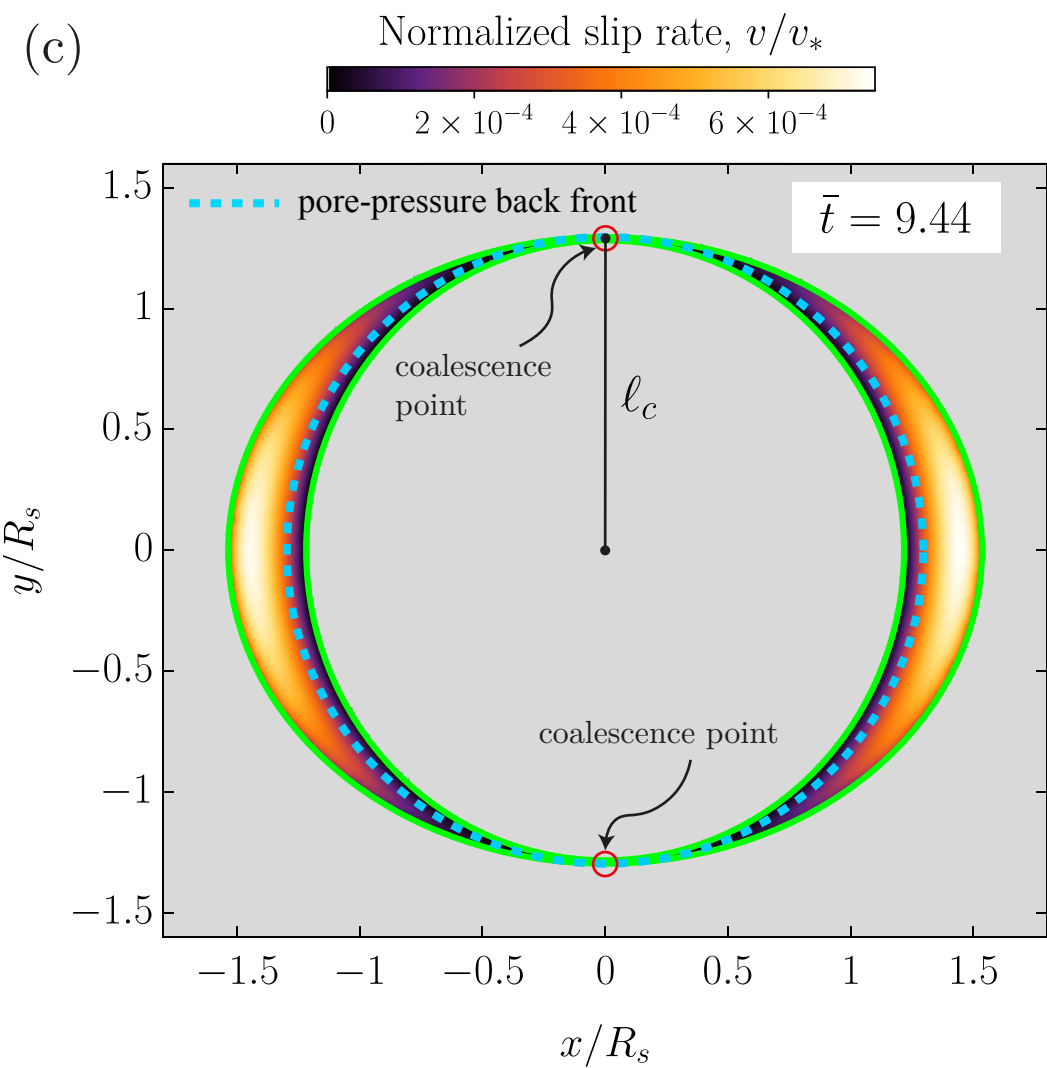 (c)
Normalized slip rate, v/v∗
0 2 × 10⁻⁴ 4 × 10⁻⁴ 6 × 10⁻⁴
pore-pressure back front
t̄ = 9.44
coalescence
point
ℓc
coalescence point
1.5
1
0.5
0
−0.5
−1
−1.5
y/Rs
−1.5 −1 −0.5 0 0.5 1 1.5
x/Rs